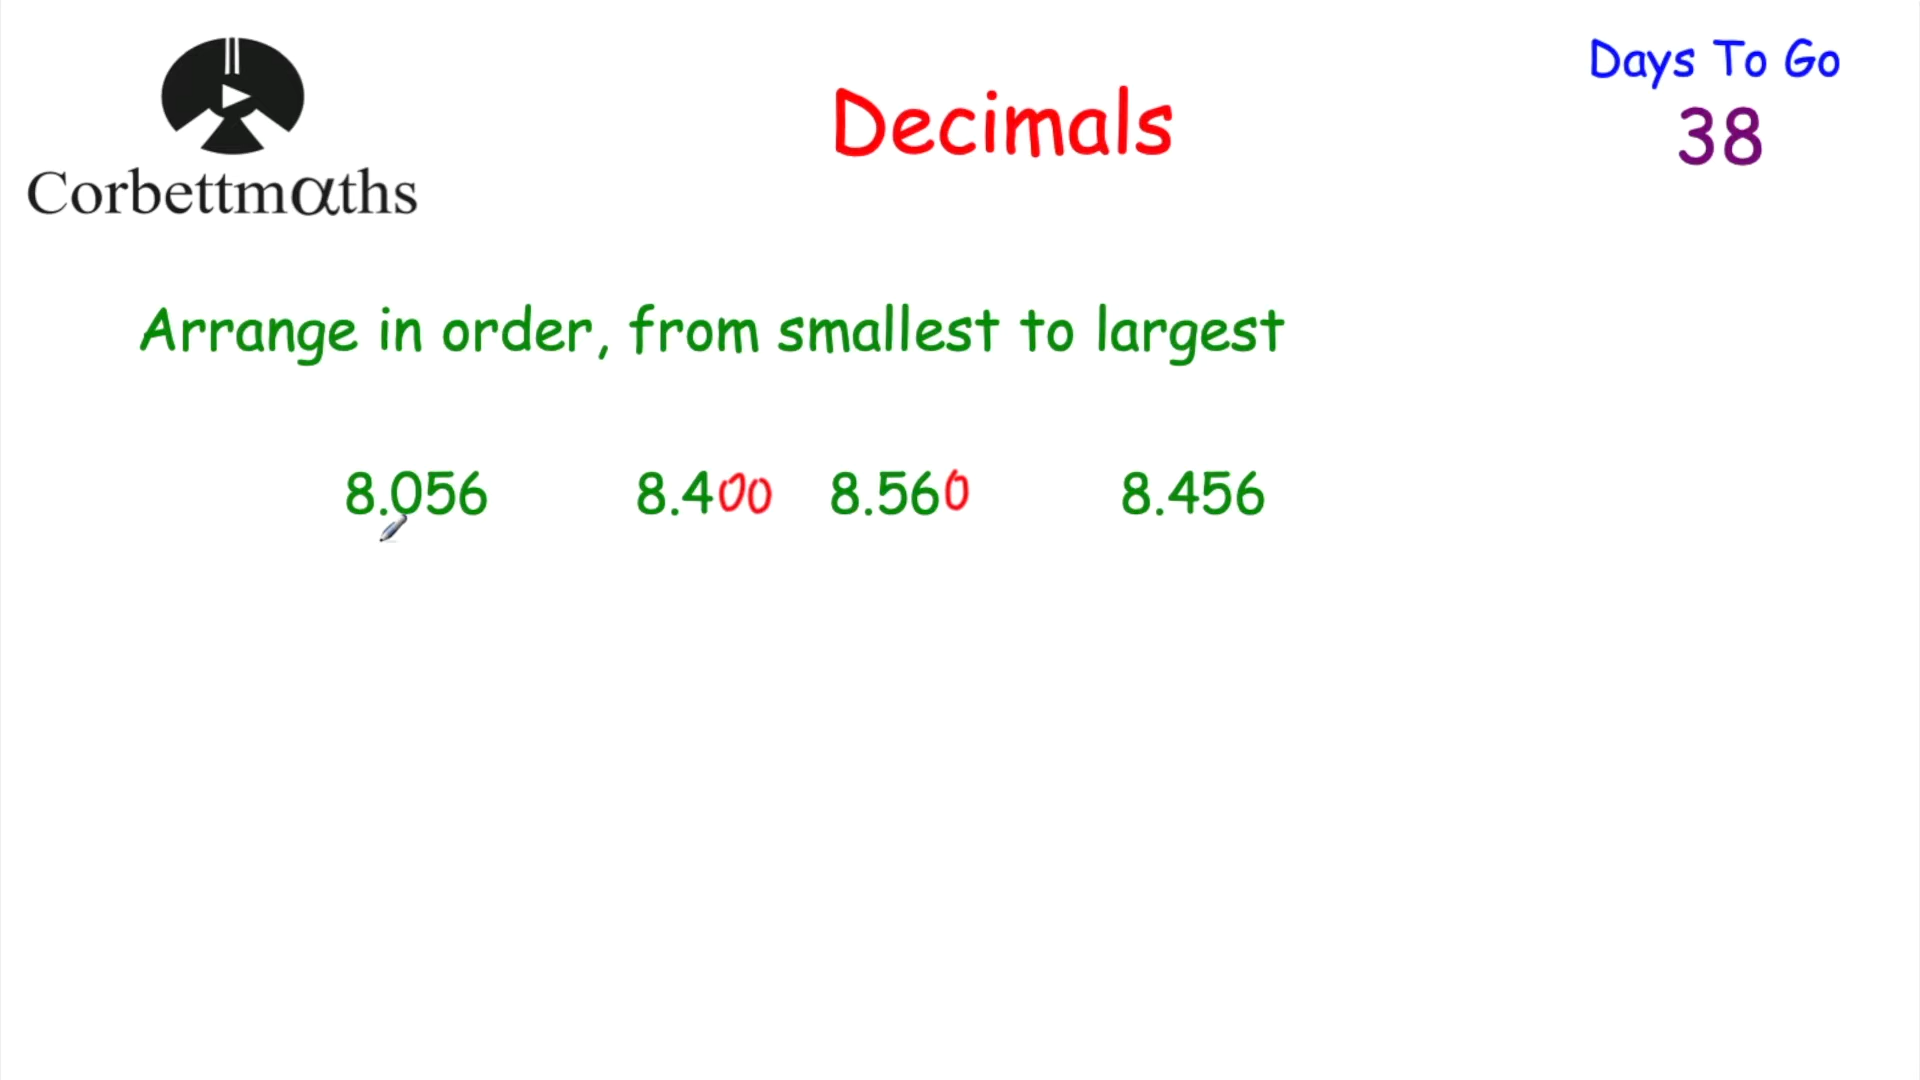 Days To Go
38
Decimals
Corbettmαths
Arrange in order, from smallest to largest
8.056 8.400 8.560 8.456